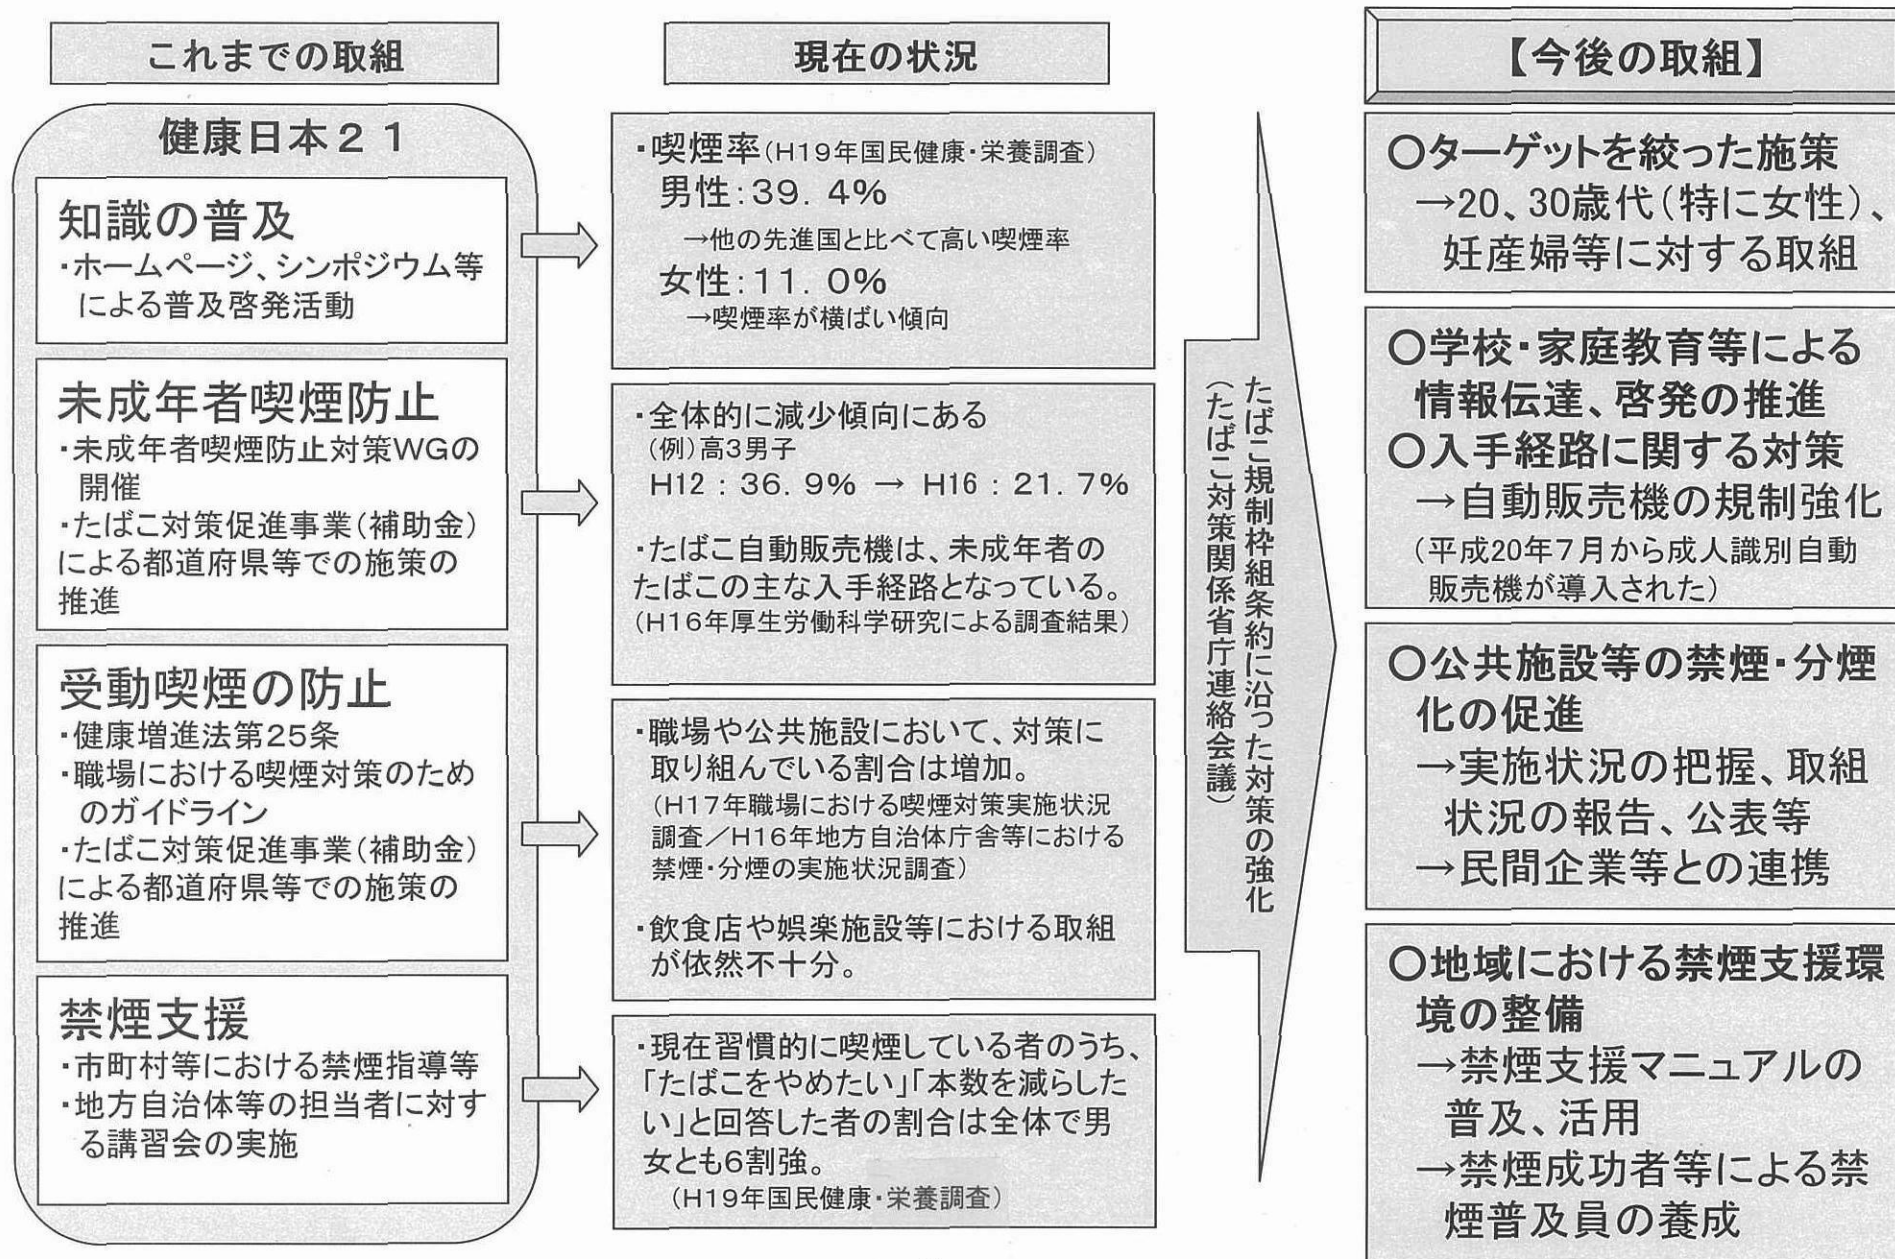 これまでの取組
健康日本２１
知識の普及
・ホームページ、シンポジウム等
による普及啓発活動
未成年者喫煙防止
・未成年者喫煙防止対策WGの
開催
・たばこ対策促進事業（補助金）
による都道府県等での施策の
推進
受動喫煙の防止
・健康増進法第25条
・職場における喫煙対策のため
のガイドライン
・たばこ対策促進事業（補助金）
による都道府県等での施策の
推進
禁煙支援
・市町村等における禁煙指導等
・地方自治体等の担当者に対す
る講習会の実施
現在の状況
・喫煙率（H19年国民健康・栄養調査）
男性：39．4%
→他の先進国と比べて高い喫煙率
女性：11．0%
→喫煙率が横ばい傾向
・全体的に減少傾向にある
（例）高3男子
H12：36．9% → H16：21．7%
・たばこ自動販売機は、未成年者の
たばこの主な入手経路となっている。
（H16年厚生労働科学研究による調査結果）
・職場や公共施設において、対策に
取り組んでいる割合は増加。
（H17年職場における喫煙対策実施状況
調査／H16年地方自治体庁舎等における
禁煙・分煙の実施状況調査）
・飲食店や娯楽施設等における取組
が依然不十分。
・現在習慣的に喫煙している者のうち、
「たばこをやめたい」「本数を減らした
い」と回答した者の割合は全体で男
女とも6割強。
（H19年国民健康・栄養調査）
たばこ規制枠組条約に沿った対策の強化
（たばこ対策関係省庁連絡会議）
【今後の取組】
○ターゲットを絞った施策
→20、30歳代（特に女性）、
妊産婦等に対する取組
○学校・家庭教育等による
情報伝達、啓発の推進
○入手経路に関する対策
→自動販売機の規制強化
（平成20年7月から成人識別自動
販売機が導入された）
○公共施設等の禁煙・分煙
化の促進
→実施状況の把握、取組
状況の報告、公表等
→民間企業等との連携
○地域における禁煙支援環
境の整備
→禁煙支援マニュアルの
普及、活用
→禁煙成功者等による禁
煙普及員の養成